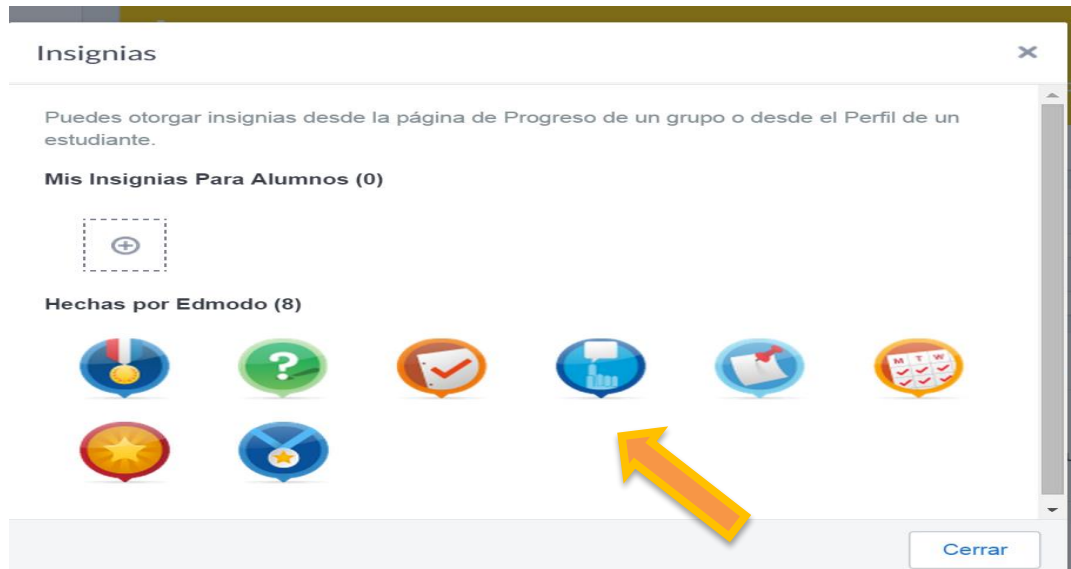 Insignias
Puedes otorgar insignias desde la página de Progreso de un grupo o desde el Perfil de un
estudiante.
Mis Insignias Para Alumnos (0)
Hechas por Edmodo (8)
?
M T W
Cerrar